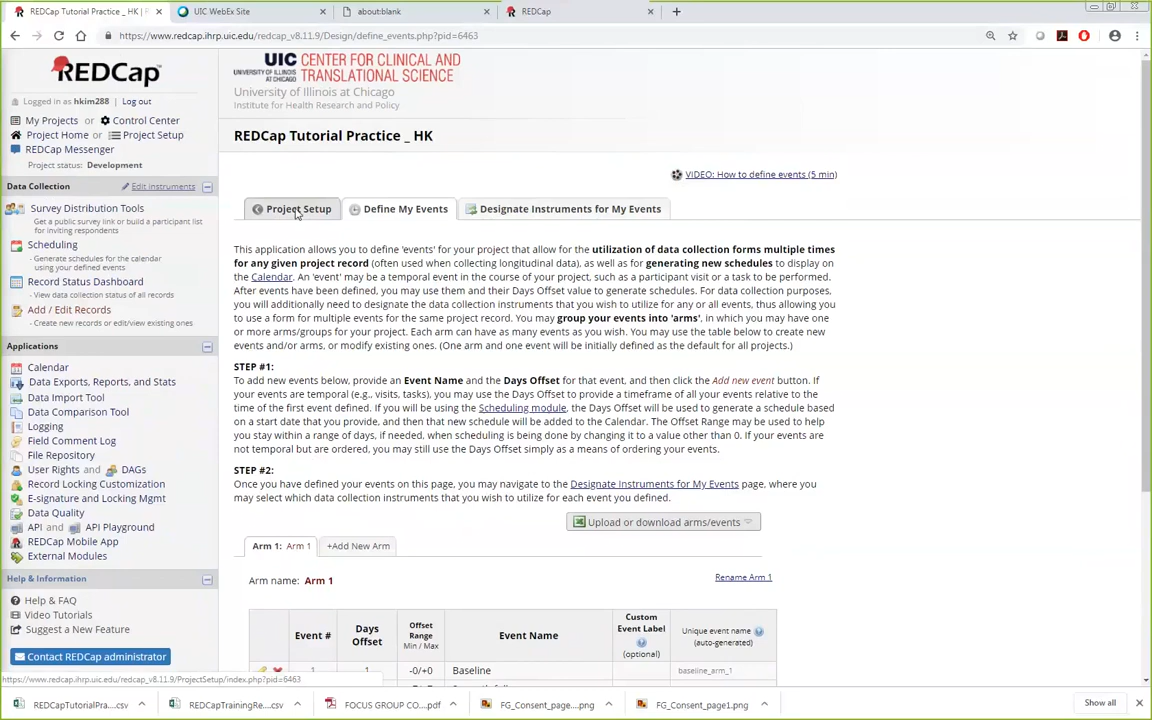 REDCap Tutorial Practice _ HK | R
UIC WebEx Site
about:blank
REDCap
https://www.redcap.ihrp.uic.edu/redcap_v8.11.9/Design/define_events.php?pid=6463
REDCap
Logged in as hkim288 | Log out
My Projects or Control Center
Project Home or Project Setup
REDCap Messenger
Project status: Development
Data Collection Edit instruments
Survey Distribution Tools
Get a public survey link or build a participant list for inviting respondents
Scheduling
- Generate schedules for the calendar using your defined events
Record Status Dashboard
- View data collection status of all records
Add / Edit Records
- Create new records or edit/view existing ones
Applications
Calendar
Data Exports, Reports, and Stats
Data Import Tool
Data Comparison Tool
Logging
Field Comment Log
File Repository
User Rights and DAGs
Record Locking Customization
E-signature and Locking Mgmt
Data Quality
API and API Playground
REDCap Mobile App
External Modules
Help & Information
Help & FAQ
Video Tutorials
Suggest a New Feature
Contact REDCap administrator
UIC CENTER FOR CLINICAL AND
UNIVERSITY OF ILLINOIS AT CHICAGO TRANSLATIONAL SCIENCE
University of Illinois at Chicago
Institute for Health Research and Policy
REDCap Tutorial Practice _ HK
VIDEO: How to define events (5 min)
Project Setup Define My Events Designate Instruments for My Events
This application allows you to define 'events' for your project that allow for the utilization of data collection forms multiple times
for any given project record (often used when collecting longitudinal data), as well as for generating new schedules to display on
the Calendar. An 'event' may be a temporal event in the course of your project, such as a participant visit or a task to be performed.
After events have been defined, you may use them and their Days Offset value to generate schedules. For data collection purposes,
you will additionally need to designate the data collection instruments that you wish to utilize for any or all events, thus allowing you
to use a form for multiple events for the same project record. You may group your events into 'arms', in which you may have one
or more arms/groups for your project. Each arm can have as many events as you wish. You may use the table below to create new
events and/or arms, or modify existing ones. (One arm and one event will be initially defined as the default for all projects.)
STEP #1:
To add new events below, provide an Event Name and the Days Offset for that event, and then click the Add new event button. If
your events are temporal (e.g., visits, tasks), you may use the Days Offset to provide a timeframe of all your events relative to the
time of the first event defined. If you will be using the Scheduling module, the Days Offset will be used to generate a schedule based
on a start date that you provide, and then that new schedule will be added to the Calendar. The Offset Range may be used to help
you stay within a range of days, if needed, when scheduling is being done by changing it to a value other than 0. If your events are
not temporal but are ordered, you may still use the Days Offset simply as a means of ordering your events.
STEP #2:
Once you have defined your events on this page, you may navigate to the Designate Instruments for My Events page, where you
may select which data collection instruments that you wish to utilize for each event you defined.
Upload or download arms/events
Arm 1: Arm 1 +Add New Arm
Arm name: Arm 1 Rename Arm 1
Event # Days Offset Offset Range Min / Max Event Name Custom Event Label (optional) Unique event name (auto-generated)
1 1 -0/+0 Baseline baseline_arm_1
https://www.redcap.ihrp.uic.edu/redcap_v8.11.9/ProjectSetup/index.php?pid=6463
REDCapTutorialPra....csv
REDCapTrainingRe....csv
FOCUS GROUP CO....pdf
FG_Consent_page....png
FG_Consent_page1.png
Show all